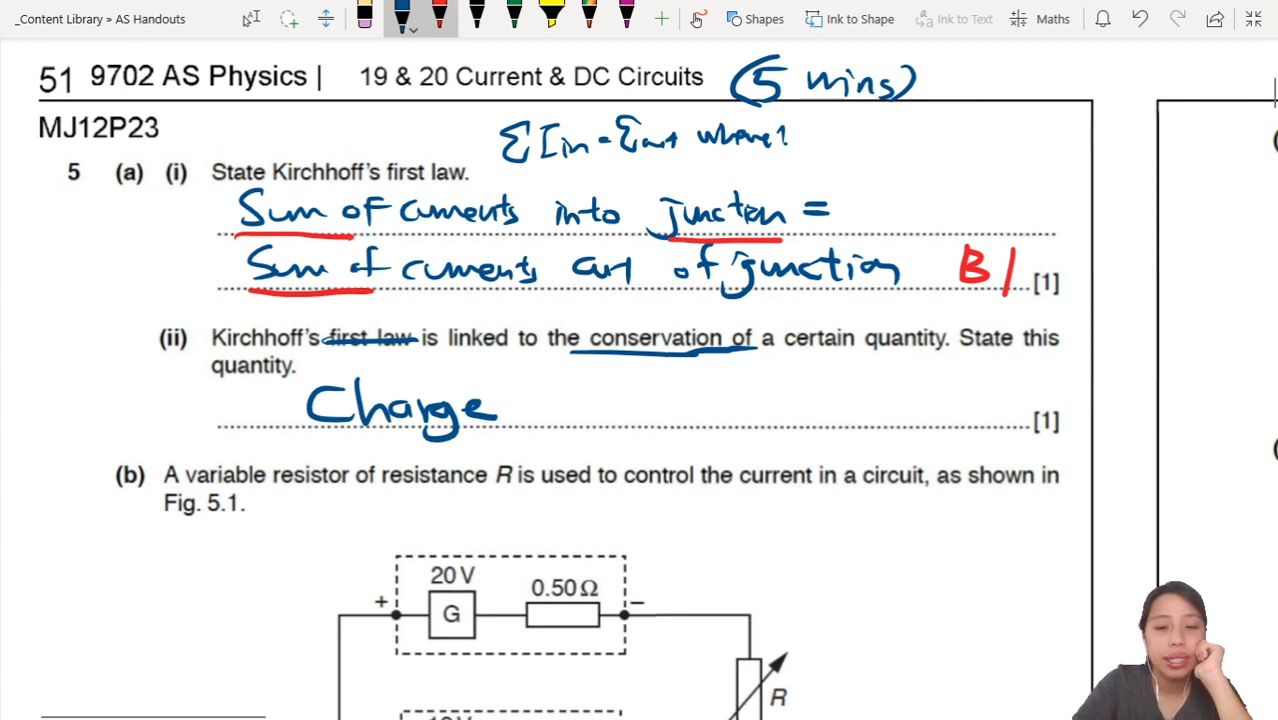 _Content Library » AS Handouts
Shapes
Ink to Shape
Ink to Text
Maths
51 9702 AS Physics | 19 & 20 Current & DC Circuits (5 mins)
MJ12P23
Σ I in = Σ out where?
5 (a) (i) State Kirchhoff's first law.
Sum of currents into junction =
Sum of currents out of junction B1 [1]
(ii) Kirchhoff's first law is linked to the conservation of a certain quantity. State this
quantity.
Charge
[1]
(b) A variable resistor of resistance R is used to control the current in a circuit, as shown in
Fig. 5.1.
20 V
0.50 Ω
+ G –
R